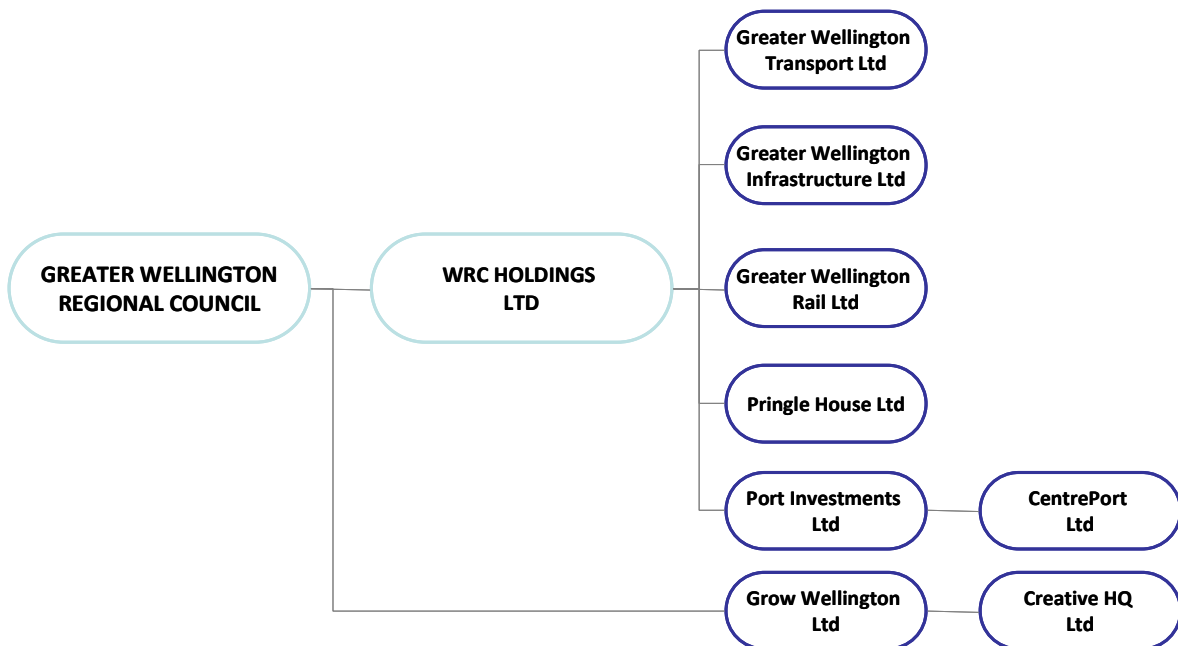 Greater Wellington
Transport Ltd
Greater Wellington
Infrastructure Ltd
GREATER WELLINGTON
REGIONAL COUNCIL
WRC HOLDINGS
LTD
Greater Wellington
Rail Ltd
Pringle House Ltd
Port Investments
Ltd
CentrePort
Ltd
Grow Wellington
Ltd
Creative HQ
Ltd